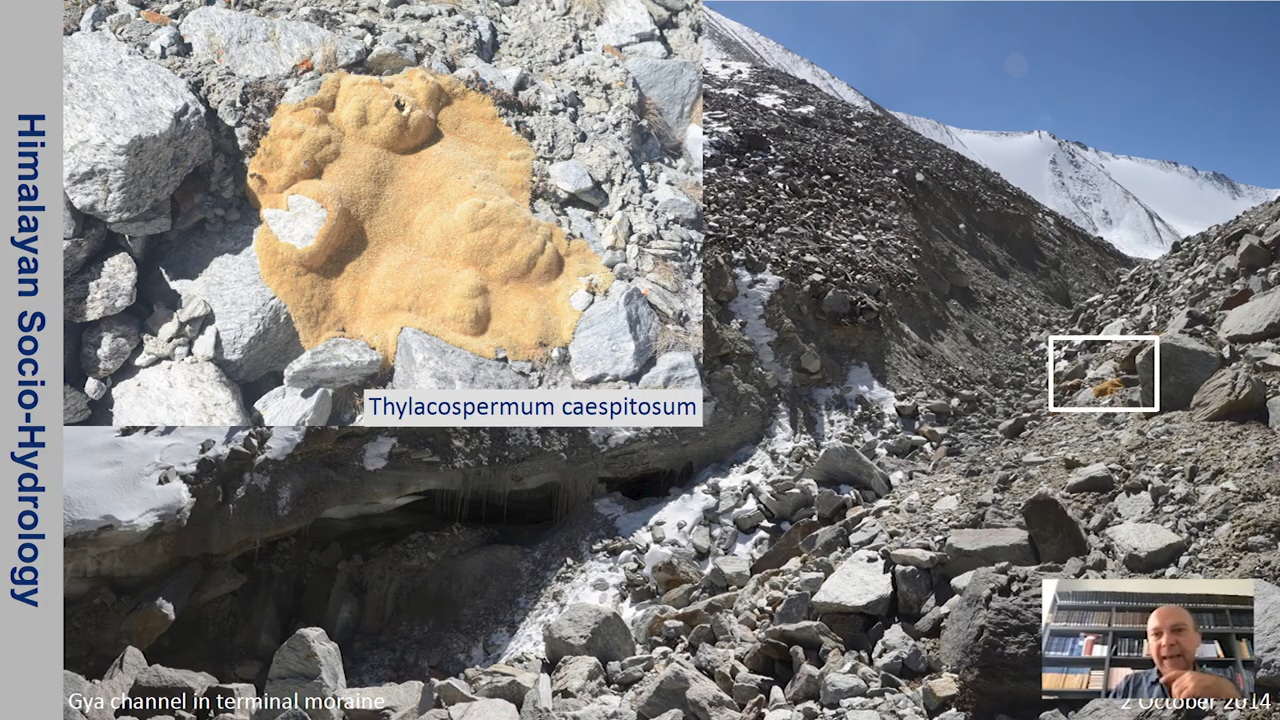 Himalayan Socio-Hydrology
Thylacospermum caespitosum
Gya channel in terminal moraine
2 October 2014